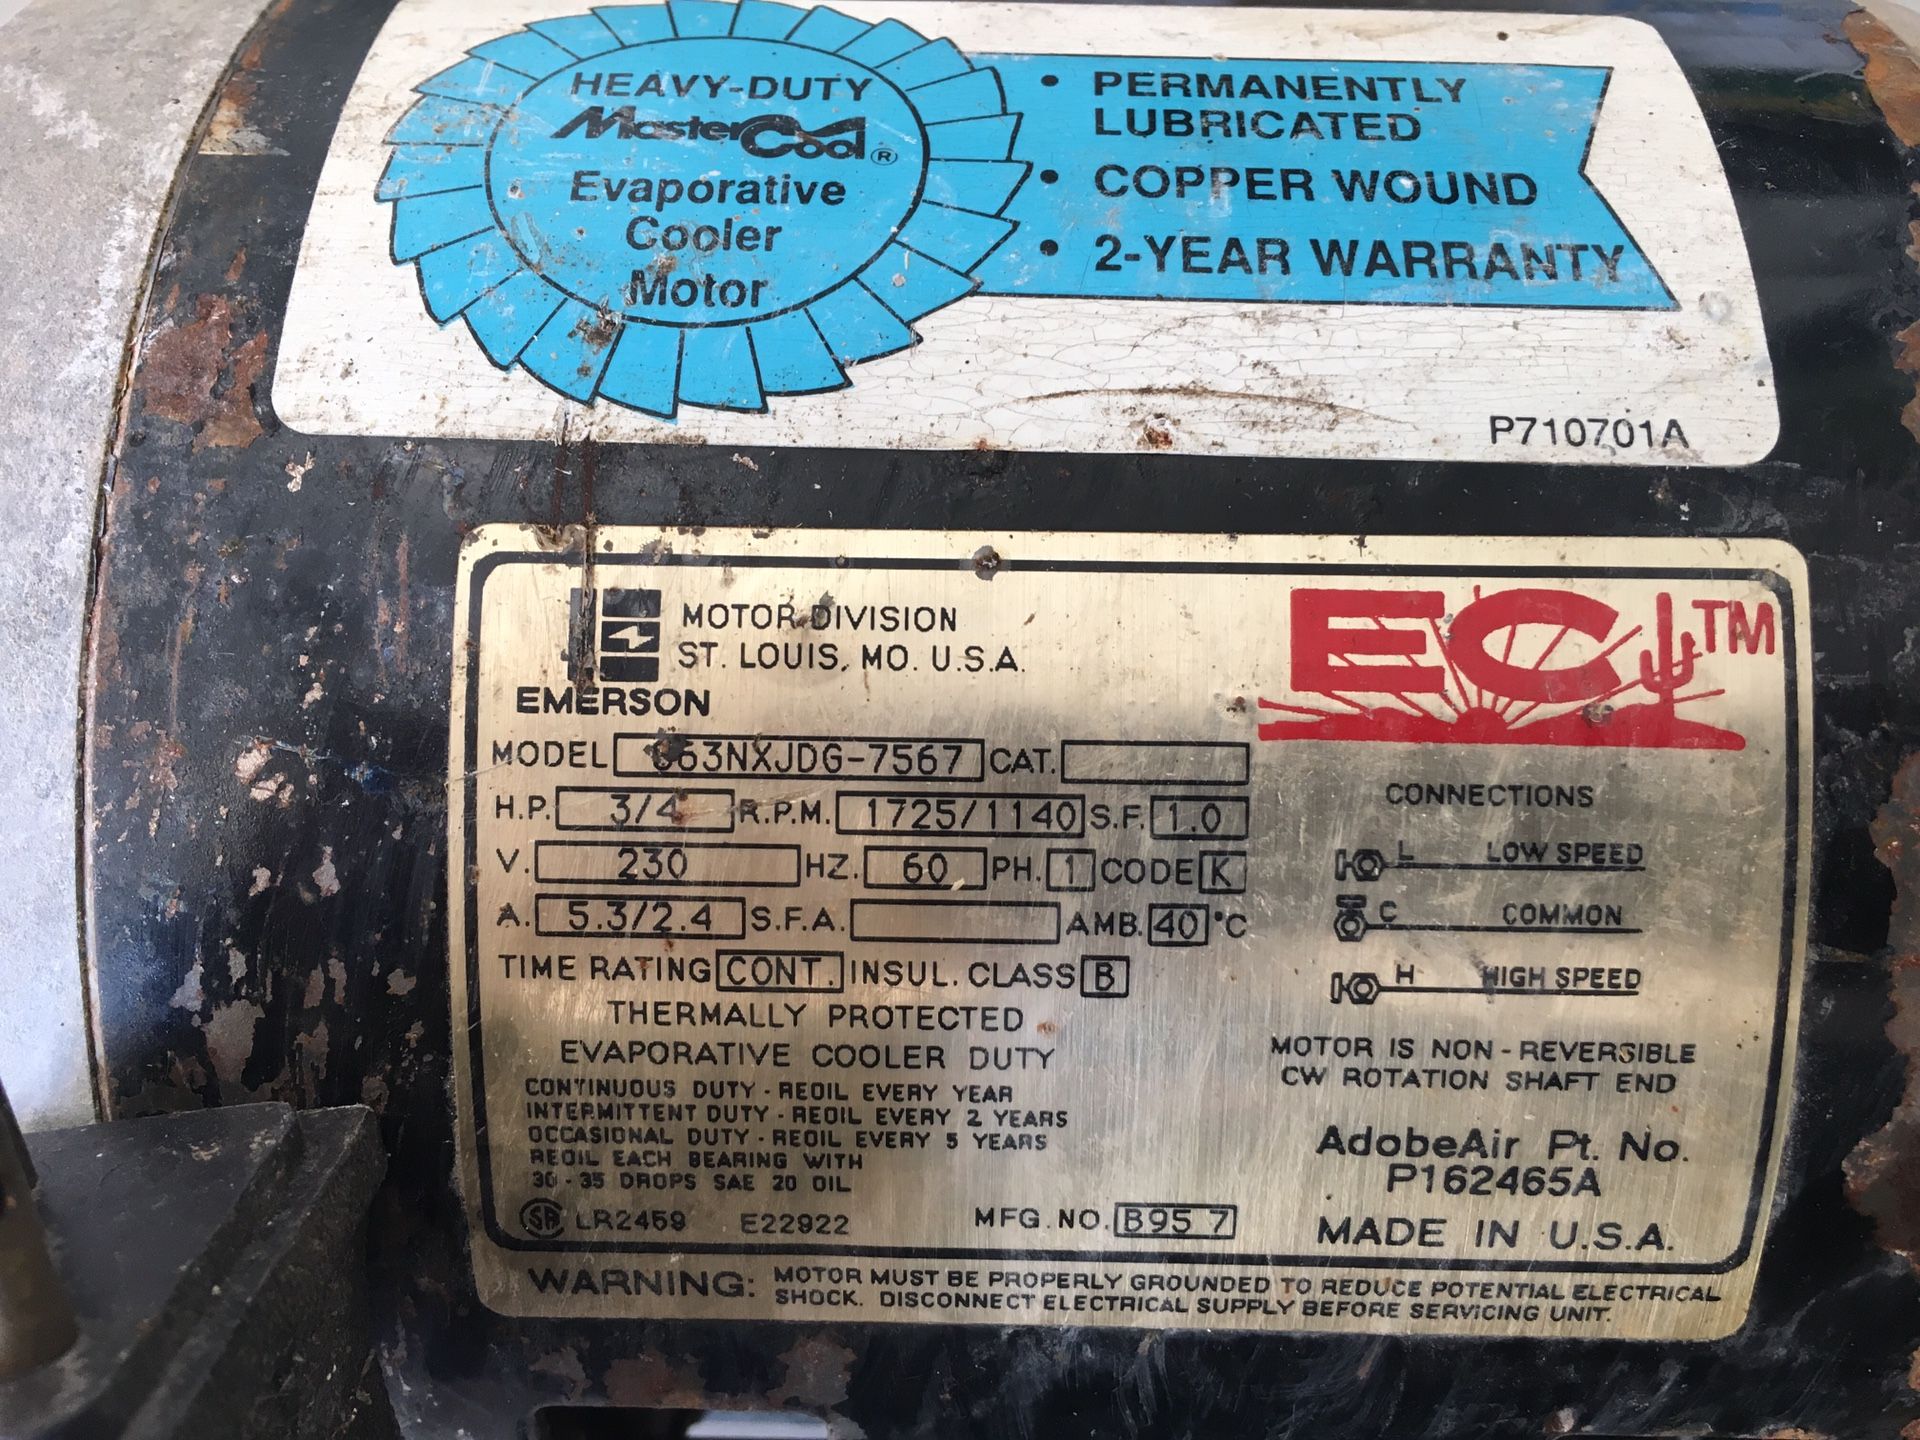 HEAVY-DUTY
MasterCool®
Evaporative
Cooler
Motor
• PERMANENTLY
LUBRICATED
• COPPER WOUND
• 2-YEAR WARRANTY
P710701A
MOTOR DIVISION
ST. LOUIS, MO. U.S.A.
EMERSON
EC™
MODEL 63NXJDG-7567 CAT.
H.P. 3/4 R.P.M. 1725/1140 S.F. 1.0
V. 230 HZ. 60 PH. 1 CODE K
A. 5.3/2.4 S.F.A. AMB. 40 °C
TIME RATING CONT. INSUL. CLASS B
THERMALLY PROTECTED
EVAPORATIVE COOLER DUTY
CONTINUOUS DUTY - REOIL EVERY YEAR
INTERMITTENT DUTY - REOIL EVERY 2 YEARS
OCCASIONAL DUTY - REOIL EVERY 5 YEARS
REOIL EACH BEARING WITH
30 - 35 DROPS SAE 20 OIL
SA LR2459 E22922 MFG. NO. B95 7
CONNECTIONS
L LOW SPEED
C COMMON
H HIGH SPEED
MOTOR IS NON - REVERSIBLE
CW ROTATION SHAFT END
AdobeAir Pt. No.
P162465A
MADE IN U.S.A.
WARNING: MOTOR MUST BE PROPERLY GROUNDED TO REDUCE POTENTIAL ELECTRICAL
SHOCK. DISCONNECT ELECTRICAL SUPPLY BEFORE SERVICING UNIT.